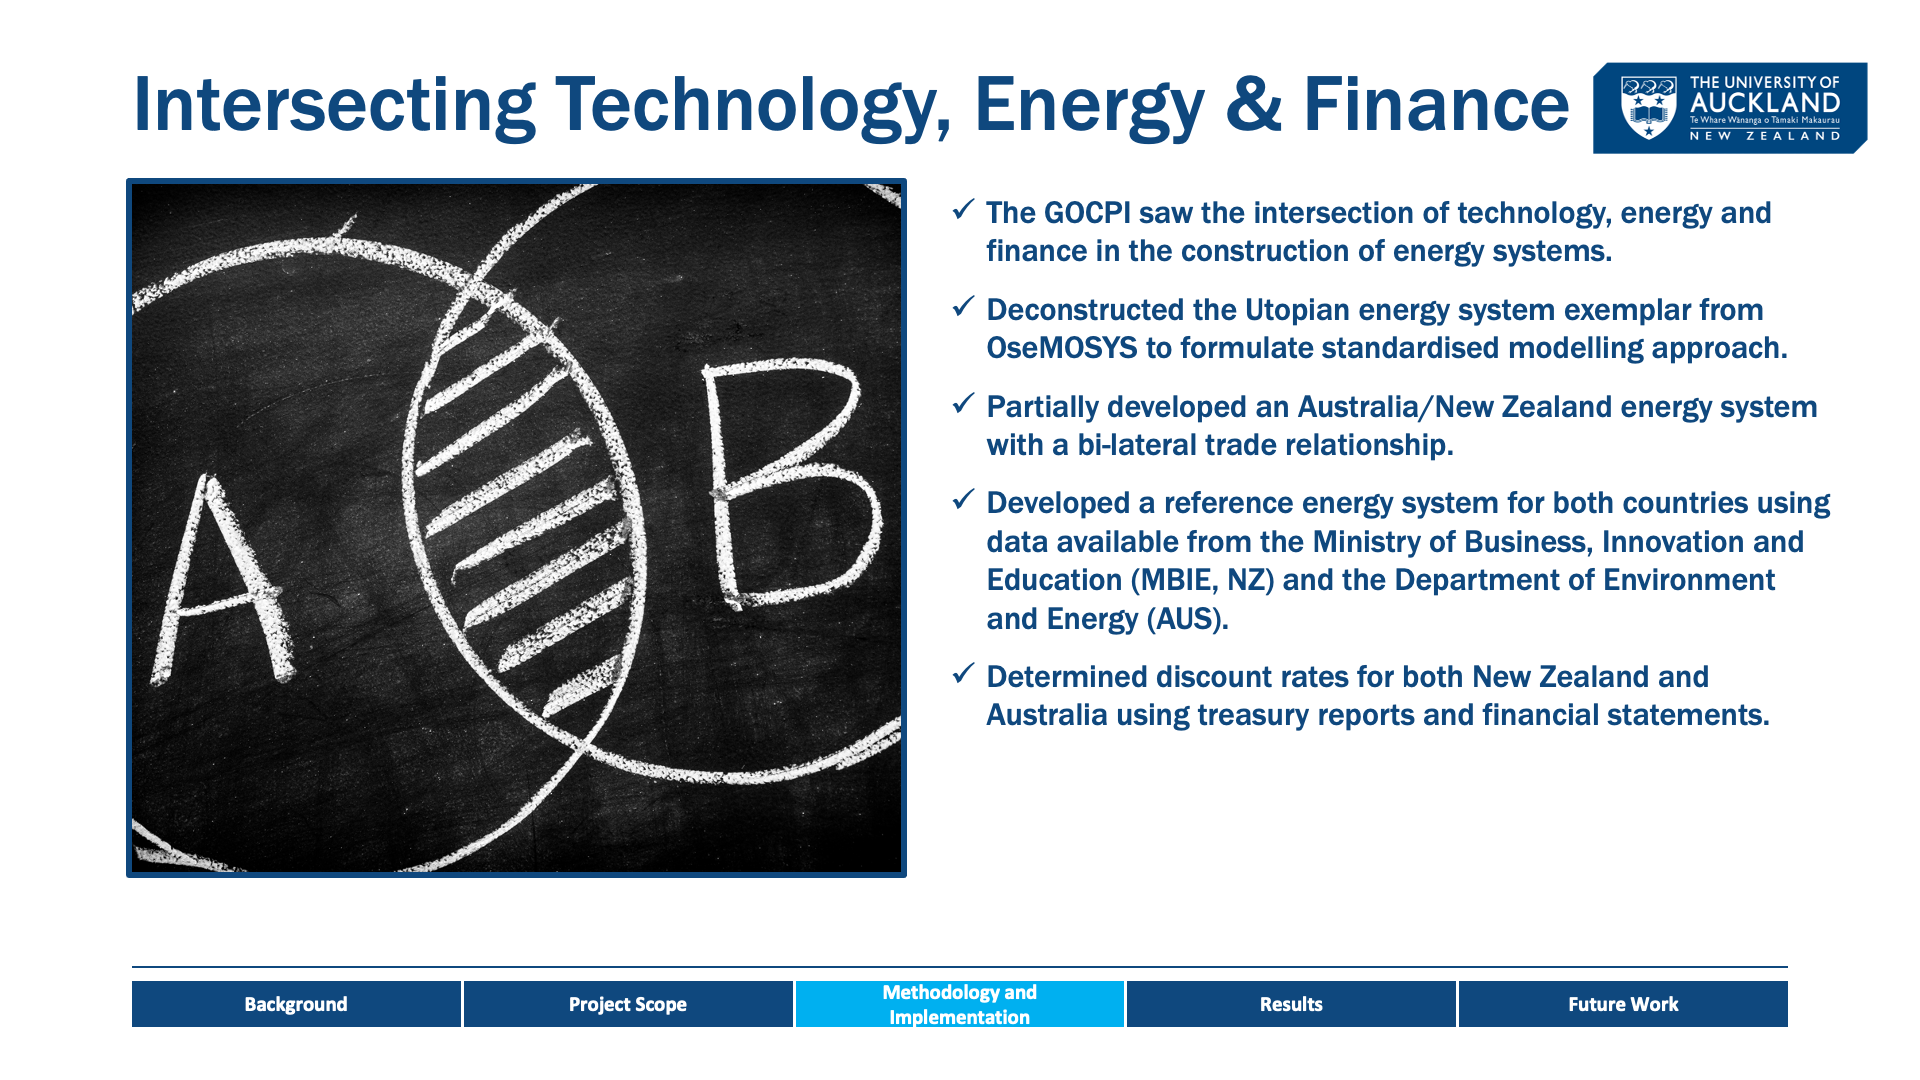 Intersecting Technology, Energy & Finance
THE UNIVERSITY OF
AUCKLAND
Te Whare Wānanga o Tāmaki Makaurau
NEW ZEALAND
A
B
✓ The GOCPI saw the intersection of technology, energy and
finance in the construction of energy systems.
✓ Deconstructed the Utopian energy system exemplar from
OseMOSYS to formulate standardised modelling approach.
✓ Partially developed an Australia/New Zealand energy system
with a bi-lateral trade relationship.
✓ Developed a reference energy system for both countries using
data available from the Ministry of Business, Innovation and
Education (MBIE, NZ) and the Department of Environment
and Energy (AUS).
✓ Determined discount rates for both New Zealand and
Australia using treasury reports and financial statements.
Background
Project Scope
Methodology and
Implementation
Results
Future Work